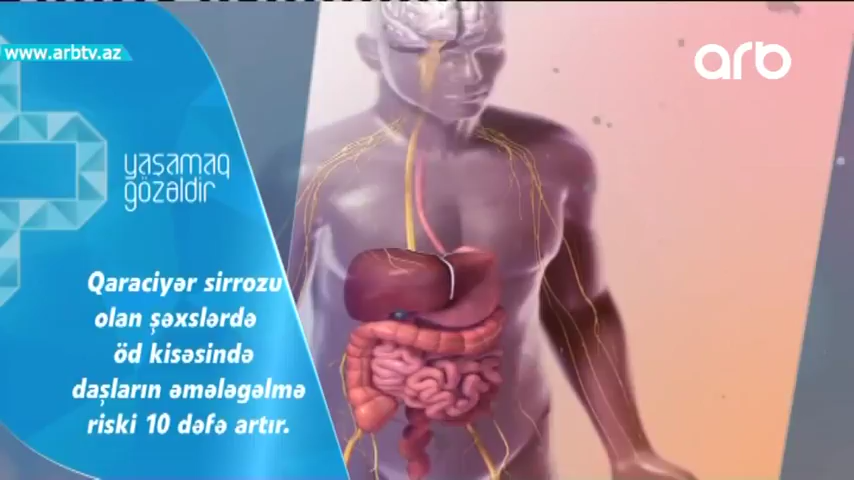 www.arbtv.az
arb
yaşamaq
gözəldir
Qaraciyər sirrozu
olan şəxslərdə
öd kisəsində
daşların əmələgəlmə
riski 10 dəfə artır.